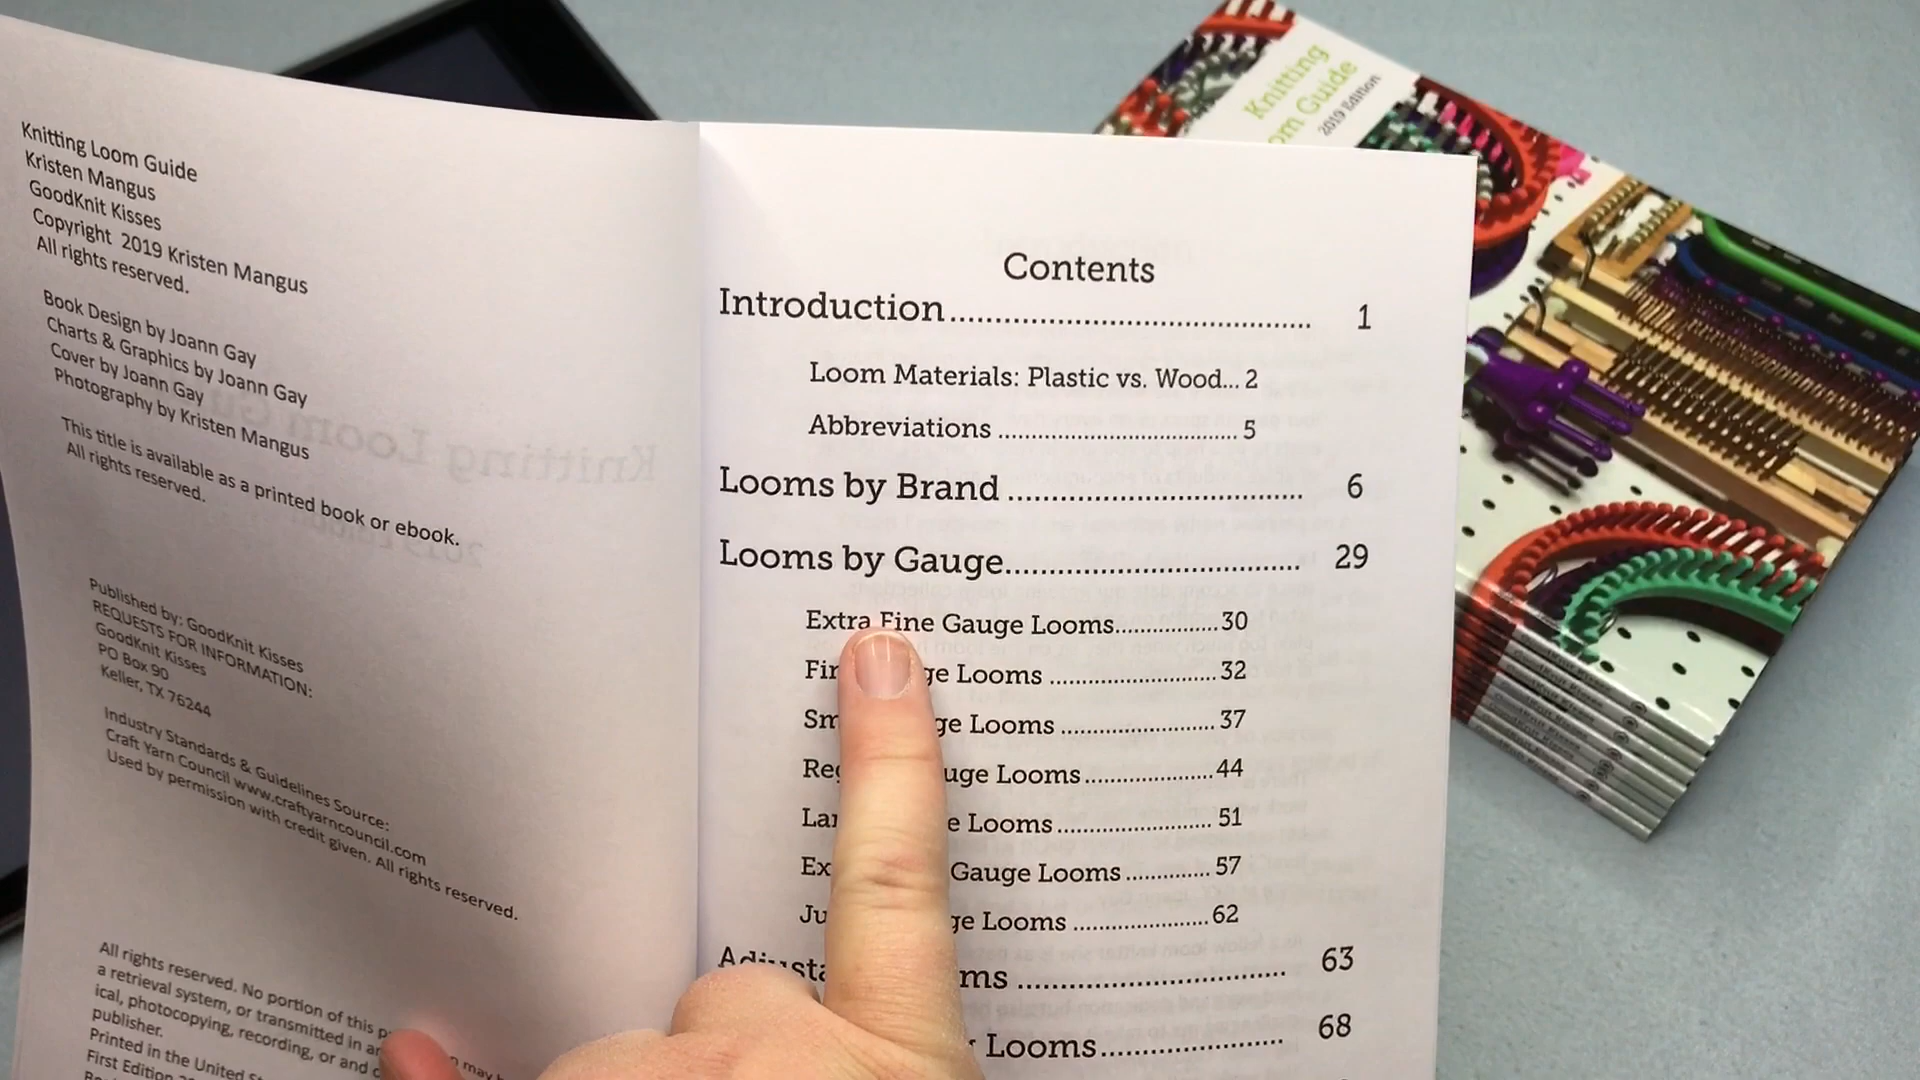 Knitting Loom Guide
Kristen Mangus
GoodKnit Kisses
Copyright 2019 Kristen Mangus
All rights reserved.
Book Design by Joann Gay
Charts & Graphics by Joann Gay
Cover by Joann Gay
Photography by Kristen Mangus
This title is available as a printed book or ebook.
All rights reserved.
Published by: GoodKnit Kisses
REQUESTS FOR INFORMATION:
GoodKnit Kisses
PO Box 90
Keller, TX 76244
Industry Standards & Guidelines Source:
Craft Yarn Council www.craftyarncouncil.com
Used by permission with credit given. All rights reserved.
All rights reserved. No portion of this
a retrieval system, or transmitted in
ical, photocopying, recording, or
publisher.
Printed in the United
First Edition
Contents
Introduction........................................ 1
Loom Materials: Plastic vs. Wood... 2
Abbreviations .................................... 5
Looms by Brand ................................. 6
Looms by Gauge................................. 29
Extra Fine Gauge Looms................30
Looms .........................32
Looms .......................37
Looms....................44
Looms........................51
Gauge Looms.............57
Looms .....................62
.............................. 63
Looms........................ 68
Knitting
Guide
2019 Edition